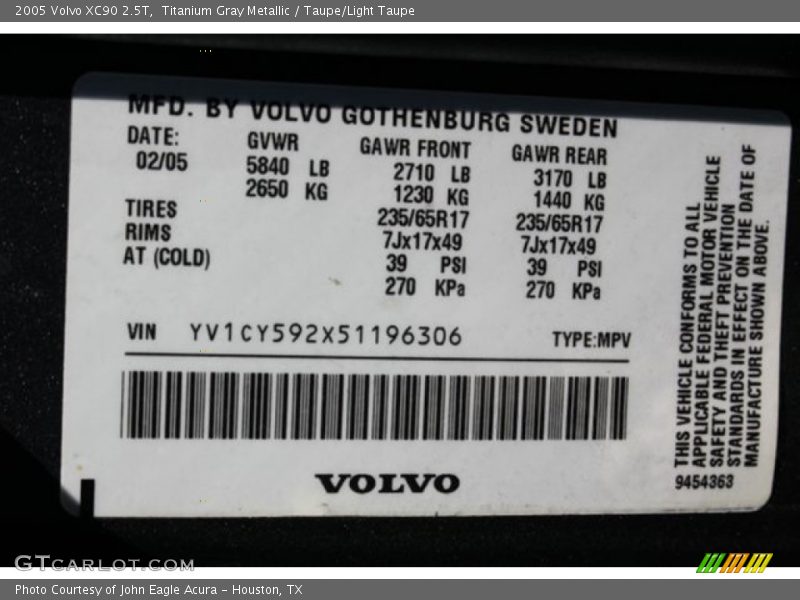 2005 Volvo XC90 2.5T,  Titanium Gray Metallic / Taupe/Light Taupe
MFD. BY VOLVO GOTHENBURG SWEDEN
DATE: GVWR GAWR FRONT GAWR REAR
02/05 5840 LB 2710 LB 3170 LB
2650 KG 1230 KG 1440 KG
TIRES 235/65R17 235/65R17
RIMS 7Jx17x49 7Jx17x49
AT (COLD) 39 PSI 39 PSI
270 KPa 270 KPa
VIN YV1CY592X51196306 TYPE:MPV
VOLVO
THIS VEHICLE CONFORMS TO ALL
APPLICABLE FEDERAL MOTOR VEHICLE
SAFETY AND THEFT PREVENTION
STANDARDS IN EFFECT ON THE DATE OF
MANUFACTURE SHOWN ABOVE.
9454363
GTCARLOT.COM
Photo Courtesy of John Eagle Acura - Houston, TX